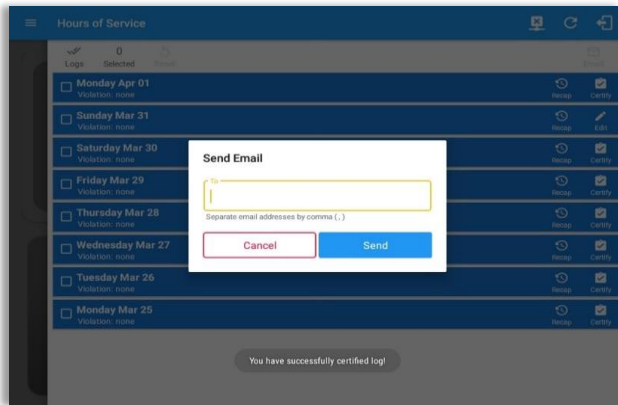 Hours of Service
Logs
0
Selected
Email
Email
Monday Apr 01
Violation: none
Recap
Certify
Sunday Mar 31
Violation: none
Recap
Edit
Saturday Mar 30
Violation: none
Recap
Certify
Friday Mar 29
Violation: none
Recap
Certify
Thursday Mar 28
Violation: none
Recap
Certify
Wednesday Mar 27
Violation: none
Recap
Certify
Tuesday Mar 26
Violation: none
Recap
Certify
Monday Mar 25
Violation: none
Recap
Certify
Send Email
To
Separate email addresses by comma ( , )
Cancel
Send
You have successfully certified log!